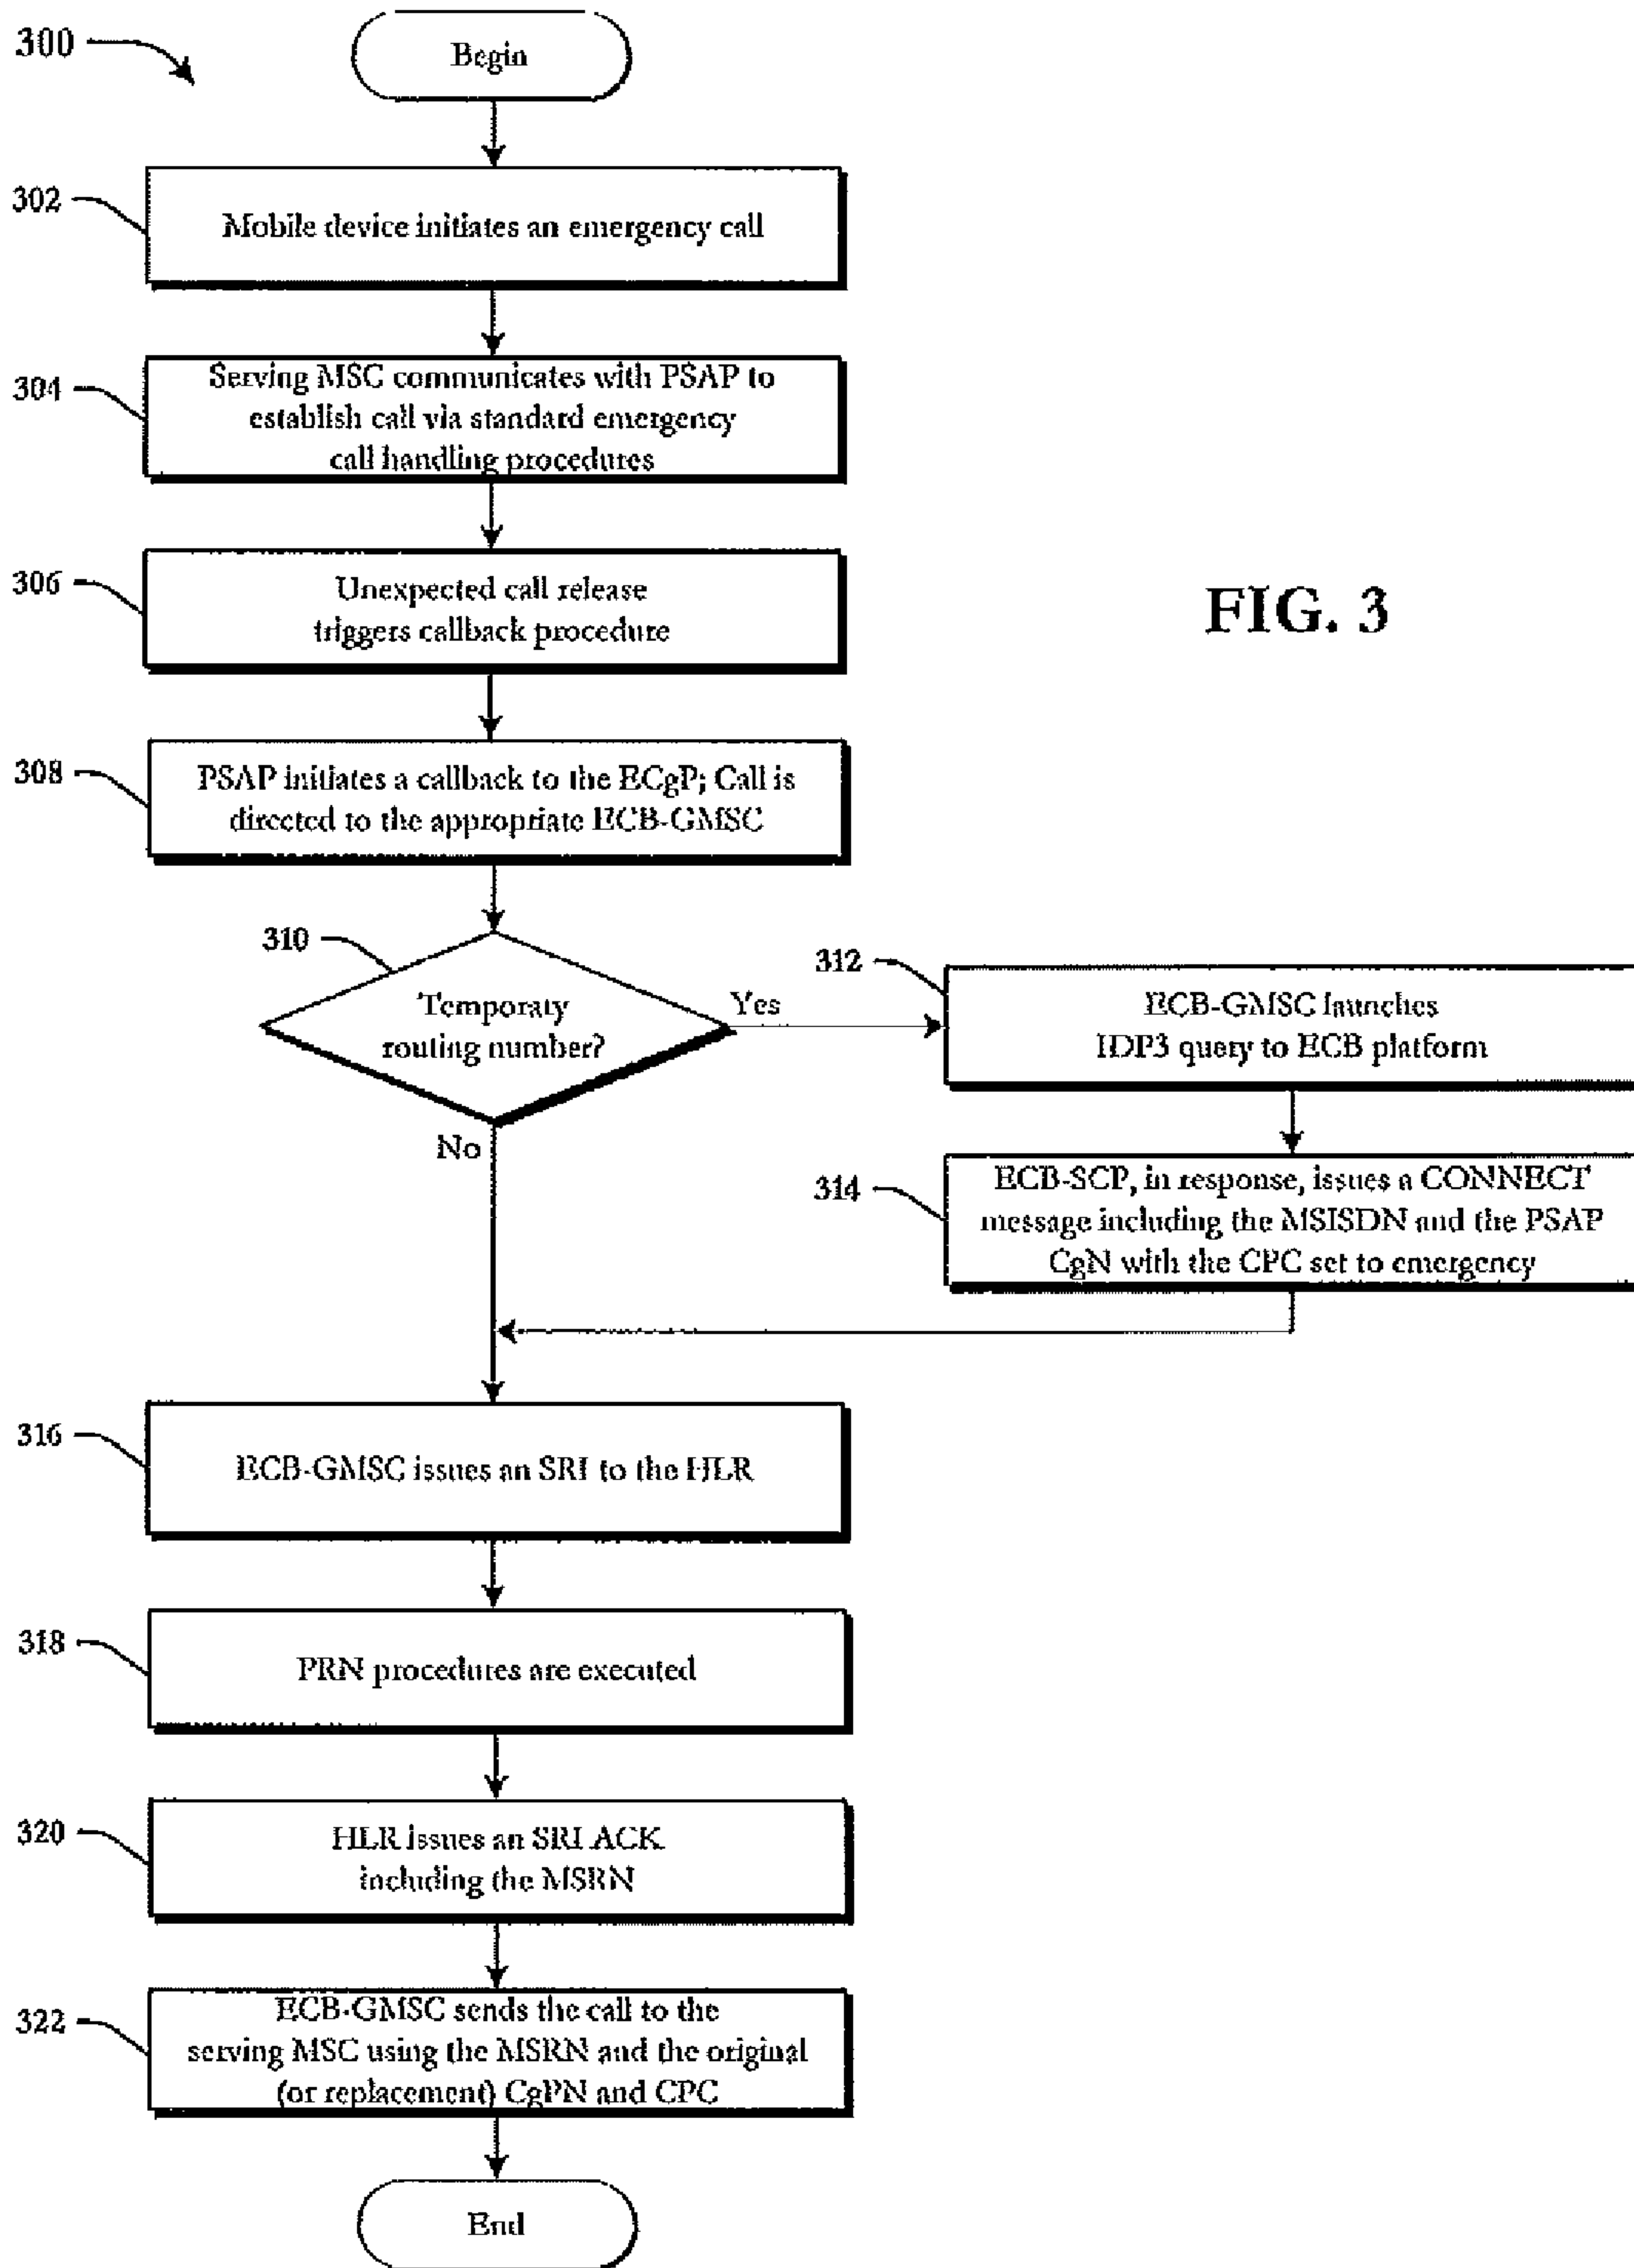 300
Begin
302
Mobile device initiates an emergency call
304
Serving MSC communicates with PSAP to
establish call via standard emergency
call handling procedures
306
Unexpected call release
triggers callback procedure
FIG. 3
308
PSAP initiates a callback to the ECgP; Call is
directed to the appropriate ECB-GMSC
310
Temporary
routing number?
Yes
No
312
ECB-GMSC launches
IDP3 query to ECB platform
314
ECB-SCP, in response, issues a CONNECT
message including the MSISDN and the PSAP
CgN with the CPC set to emergency
316
ECB-GMSC issues an SRI to the HLR
318
PRN procedures are executed
320
HLR issues an SRI ACK
including the MSRN
322
ECB-GMSC sends the call to the
serving MSC using the MSRN and the original
(or replacement) CgPN and CPC
End